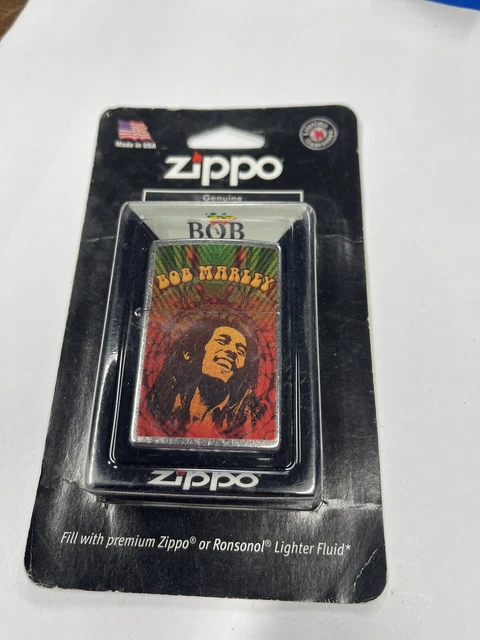 Made in USA
zippo
Genuine
BOB
BOB MARLEY
zippo
Fill with premium Zippo® or Ronsonol® Lighter Fluid*